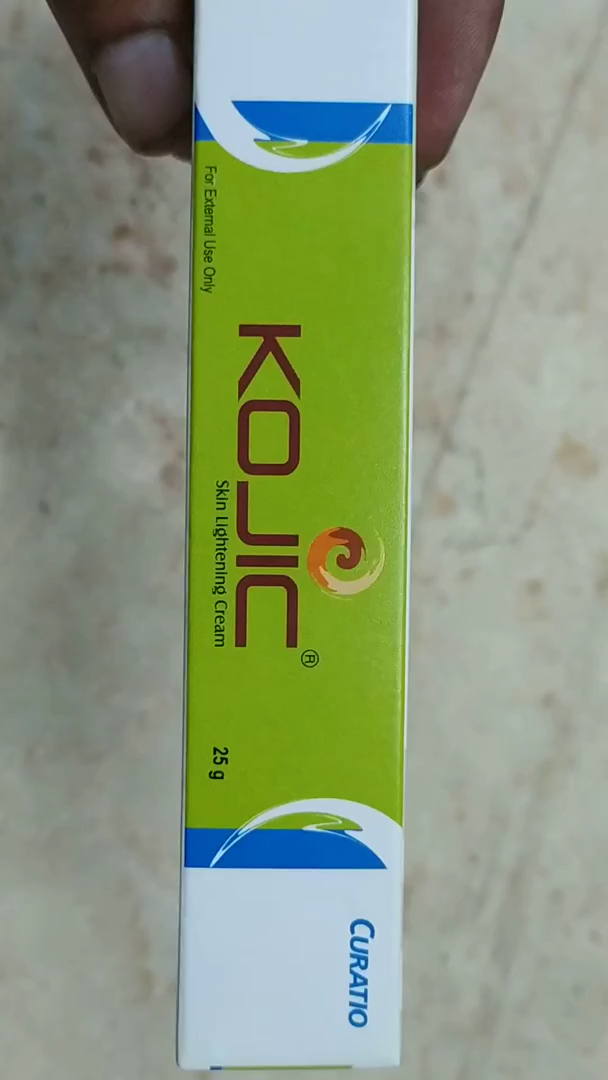 For External Use Only
KOJIC®
Skin Lightening Cream
25 g
CURATIO